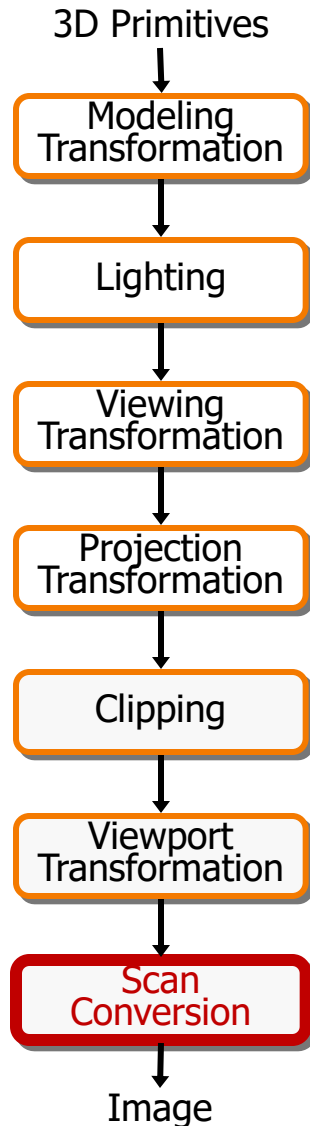 3D Primitives
Modeling
Transformation
Lighting
Viewing
Transformation
Projection
Transformation
Clipping
Viewport
Transformation
Scan
Conversion
Image